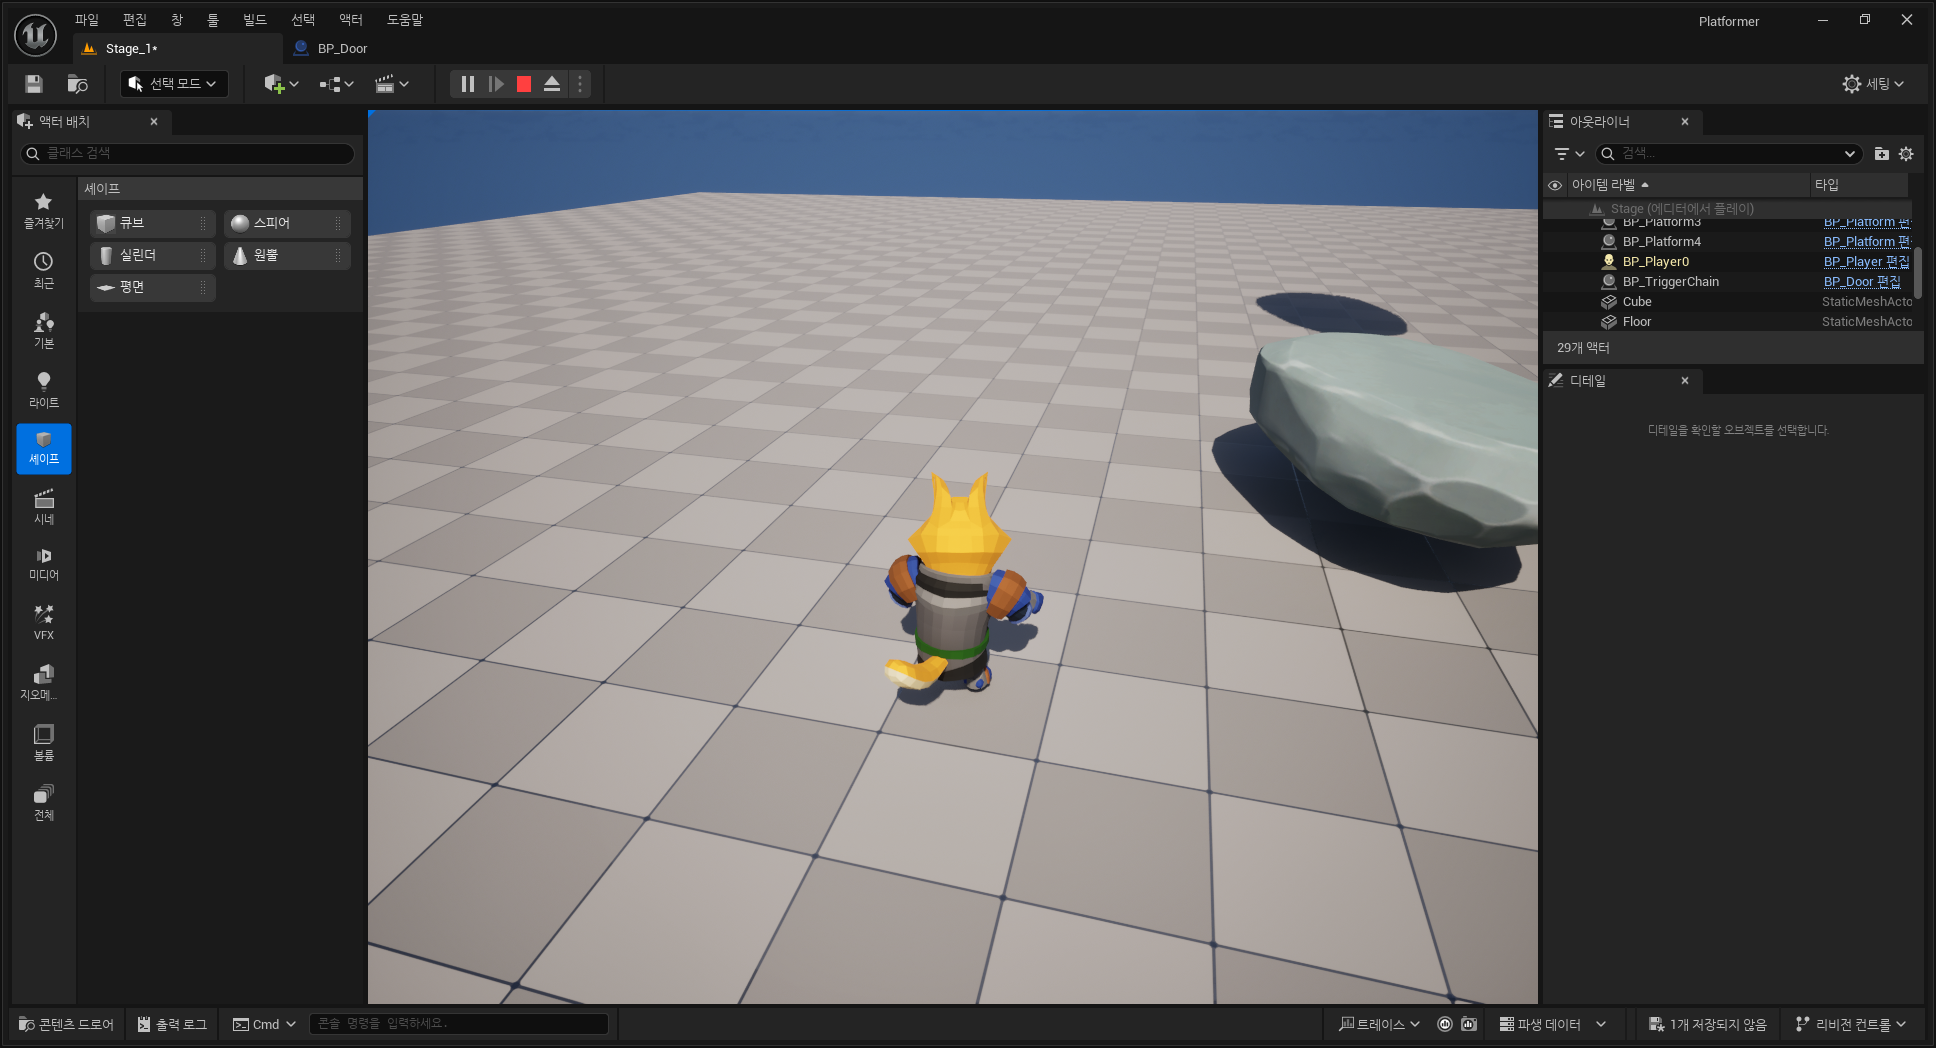 파일 편집 창 툴 빌드 선택 액터 도움말
Platformer
Stage_1*
BP_Door
선택 모드
세팅
액터 배치
클래스 검색
즐겨찾기
최근
기본
라이트
셰이프
시네
미디어
VFX
지오메...
볼륨
전체
셰이프
큐브
스피어
실린더
원뿔
평면
아웃라이너
검색...
아이템 라벨
타입
Stage (에디터에서 플레이)
BP_Platform3 BP_Platform 편
BP_Platform4 BP_Platform 편
BP_Player0 BP_Player 편집
BP_TriggerChain BP_Door 편집
Cube StaticMeshActo
Floor StaticMeshActo
29개 액터
디테일
디테일을 확인할 오브젝트를 선택합니다.
콘텐츠 드로어
출력 로그
Cmd
콘솔 명령을 입력하세요.
트레이스
파생 데이터
1개 저장되지 않음
리비전 컨트롤